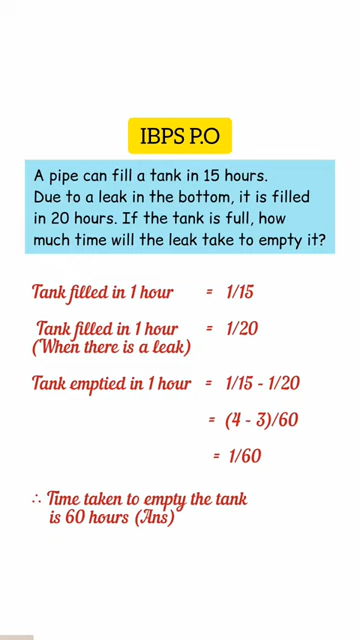 IBPS P.O
A pipe can fill a tank in 15 hours.
Due to a leak in the bottom, it is filled
in 20 hours. If the tank is full, how
much time will the leak take to empty it?
Tank filled in 1 hour = 1/15
Tank filled in 1 hour = 1/20
(When there is a leak)
Tank emptied in 1 hour = 1/15 - 1/20
= (4 - 3)/60
= 1/60
∴ Time taken to empty the tank
is 60 hours (Ans)